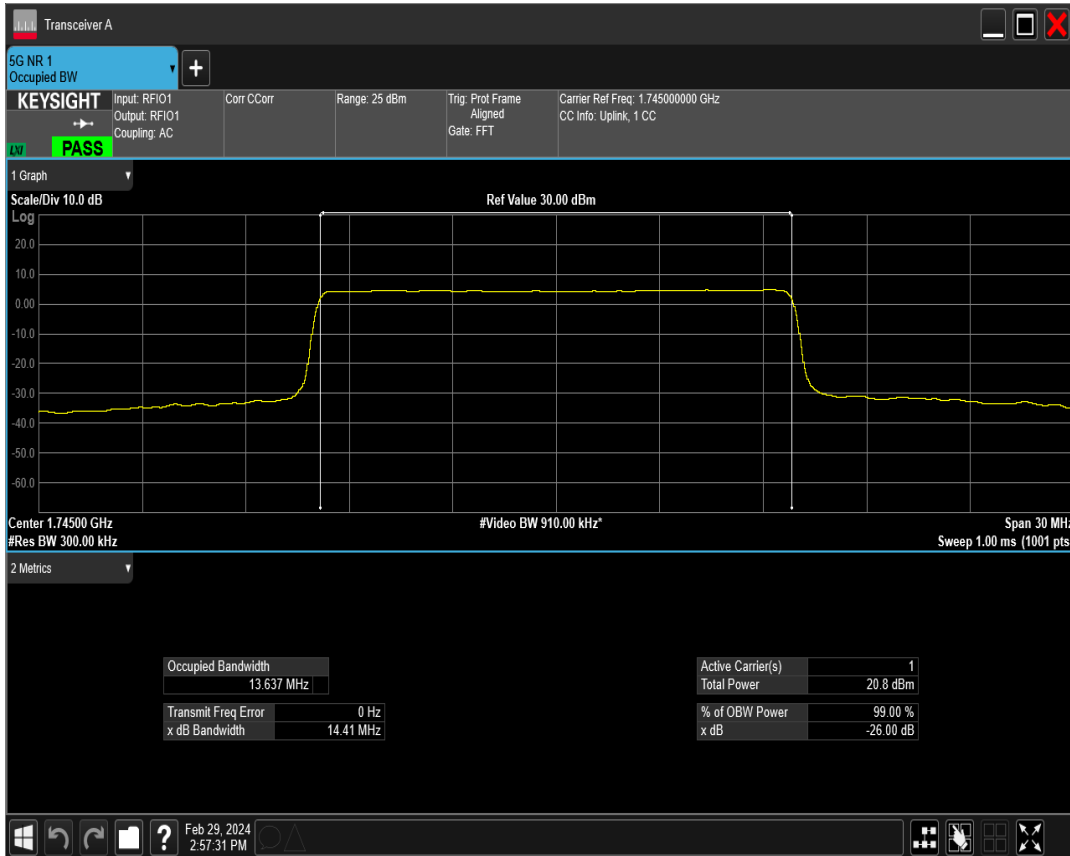 Transceiver A
5G NR 1
Occupied BW
+
KEYSIGHT
Input: RFIO1
Output: RFIO1
Coupling: AC
Corr CCorr
Range: 25 dBm
Trig: Prot Frame
Aligned
Gate: FFT
Carrier Ref Freq: 1.745000000 GHz
CC Info: Uplink, 1 CC
LXI
PASS
1 Graph
Scale/Div 10.0 dB
Ref Value 30.00 dBm
Log
20.0
10.0
0.00
-10.0
-20.0
-30.0
-40.0
-50.0
-60.0
Center 1.74500 GHz
#Video BW 910.00 kHz*
Span 30 MHz
#Res BW 300.00 kHz
Sweep 1.00 ms (1001 pts
2 Metrics
Occupied Bandwidth
13.637 MHz
Transmit Freq Error 0 Hz
x dB Bandwidth 14.41 MHz
Active Carrier(s) 1
Total Power 20.8 dBm
% of OBW Power 99.00 %
x dB -26.00 dB
?
Feb 29, 2024
2:57:31 PM